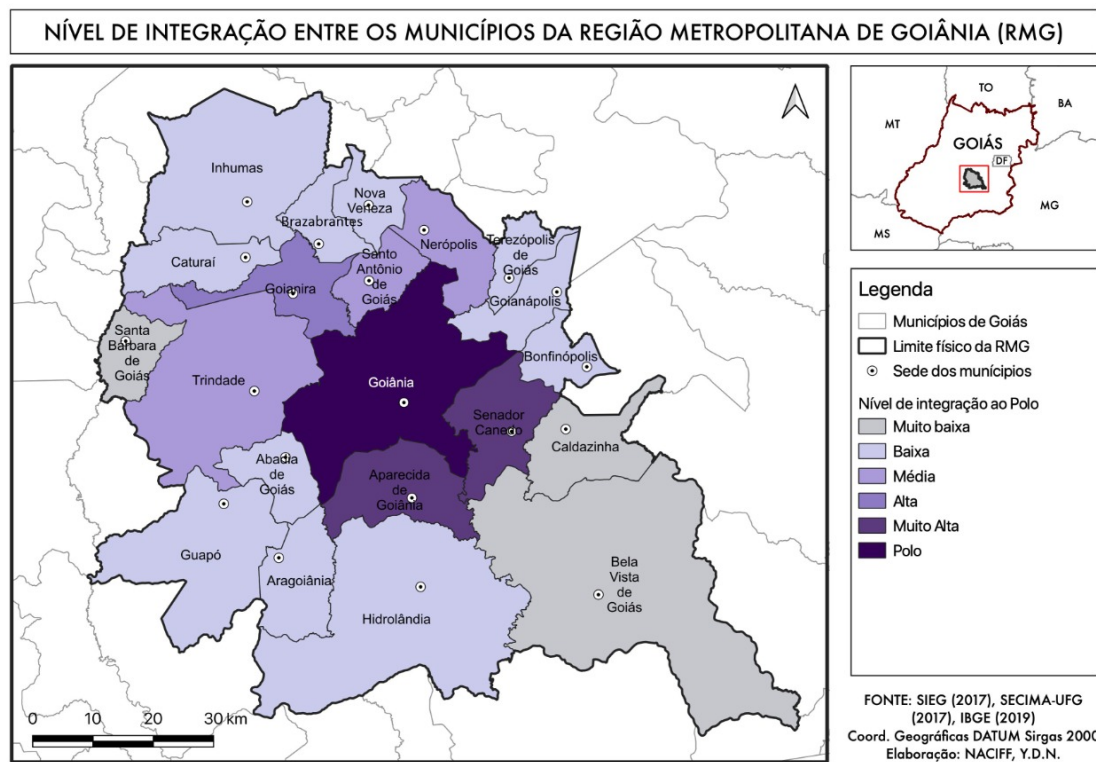 NÍVEL DE INTEGRAÇÃO ENTRE OS MUNICÍPIOS DA REGIÃO METROPOLITANA DE GOIÂNIA (RMG)
Inhumas
Nova
Veneza
Brazabrantes
Nerópolis
Terezópolis
de
Goiás
Caturaí
Santo
Antônio
de
Goiás
Goianira
Goianápolis
Santa
Bárbara
de
Goiás
Bonfinópolis
Trindade
Goiânia
Senador
Canedo
Caldazinha
Abadia
de
Goiás
Aparecida
de
Goiânia
Guapó
Aragoiânia
Bela
Vista
de
Goiás
Hidrolândia
0 10 20 30 km
TO
BA
MT
GOIÁS
DF
MG
MS
Legenda
Municípios de Goiás
Limite físico da RMG
Sede dos munícipios
Nível de integração ao Polo
Muito baixa
Baixa
Média
Alta
Muito Alta
Polo
FONTE: SIEG (2017), SECIMA-UFG
(2017), IBGE (2019)
Coord. Geográficas DATUM Sirgas 2000
Elaboração: NACIFF, Y.D.N.